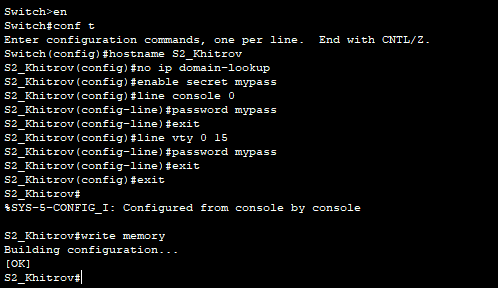 Switch>en
Switch#conf t
Enter configuration commands, one per line.  End with CNTL/Z.
Switch(config)#hostname S2_Khitrov
S2_Khitrov(config)#no ip domain-lookup
S2_Khitrov(config)#enable secret mypass
S2_Khitrov(config)#line console 0
S2_Khitrov(config-line)#password mypass
S2_Khitrov(config-line)#exit
S2_Khitrov(config)#line vty 0 15
S2_Khitrov(config-line)#password mypass
S2_Khitrov(config-line)#exit
S2_Khitrov(config)#exit
S2_Khitrov#
%SYS-5-CONFIG_I: Configured from console by console
S2_Khitrov#write memory
Building configuration...
[OK]
S2_Khitrov#